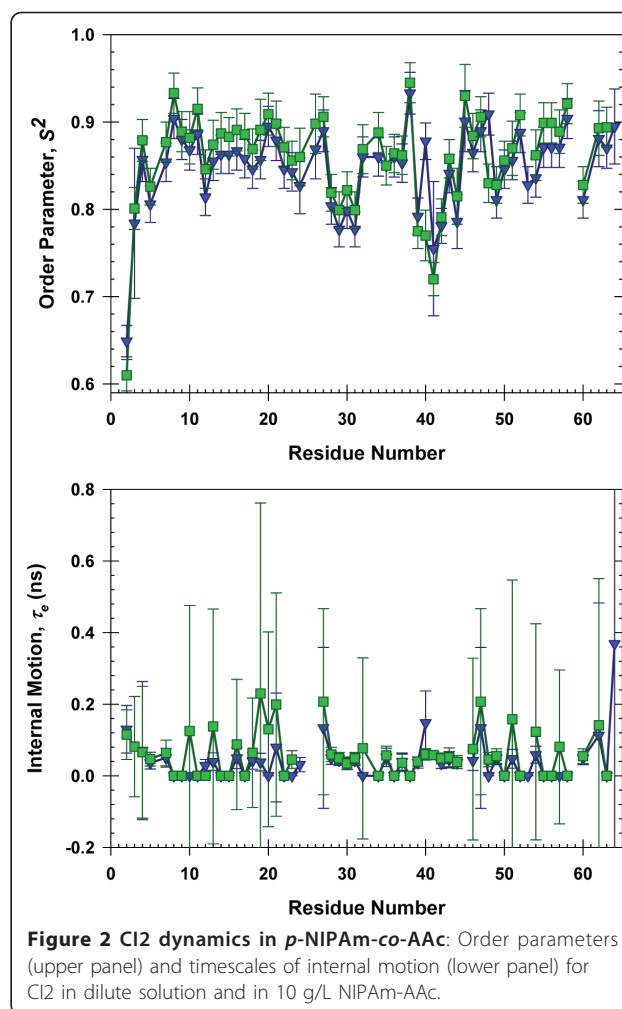 1.0
0.9
0.8
0.7
0.6
Order Parameter, S²
0 10 20 30 40 50 60
Residue Number
0.8
0.6
0.4
0.2
0.0
-0.2
Internal Motion, τₑ (ns)
0 10 20 30 40 50 60
Residue Number
Figure 2 CI2 dynamics in p-NIPAm-co-AAc: Order parameters
(upper panel) and timescales of internal motion (lower panel) for
CI2 in dilute solution and in 10 g/L NIPAm-AAc.